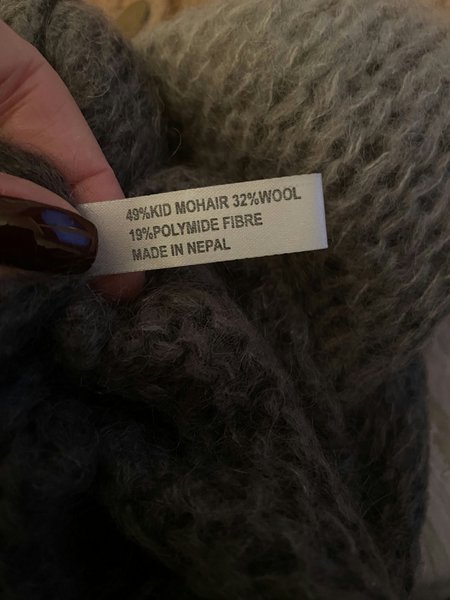 49%KID MOHAIR 32%WOOL
19%POLYMIDE FIBRE
MADE IN NEPAL